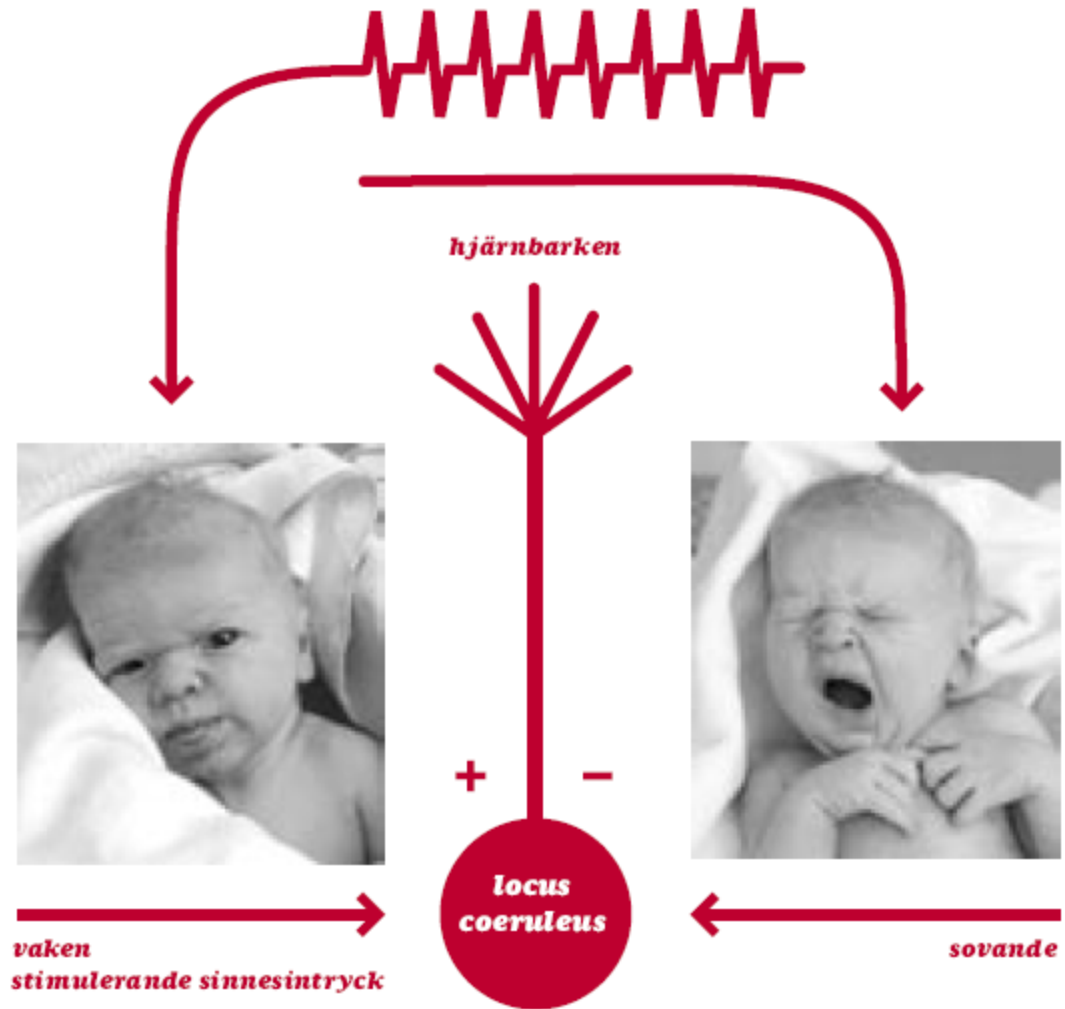 hjärnbarken
+ −
locus
coeruleus
vaken
stimulerande sinnesintryck
sovande